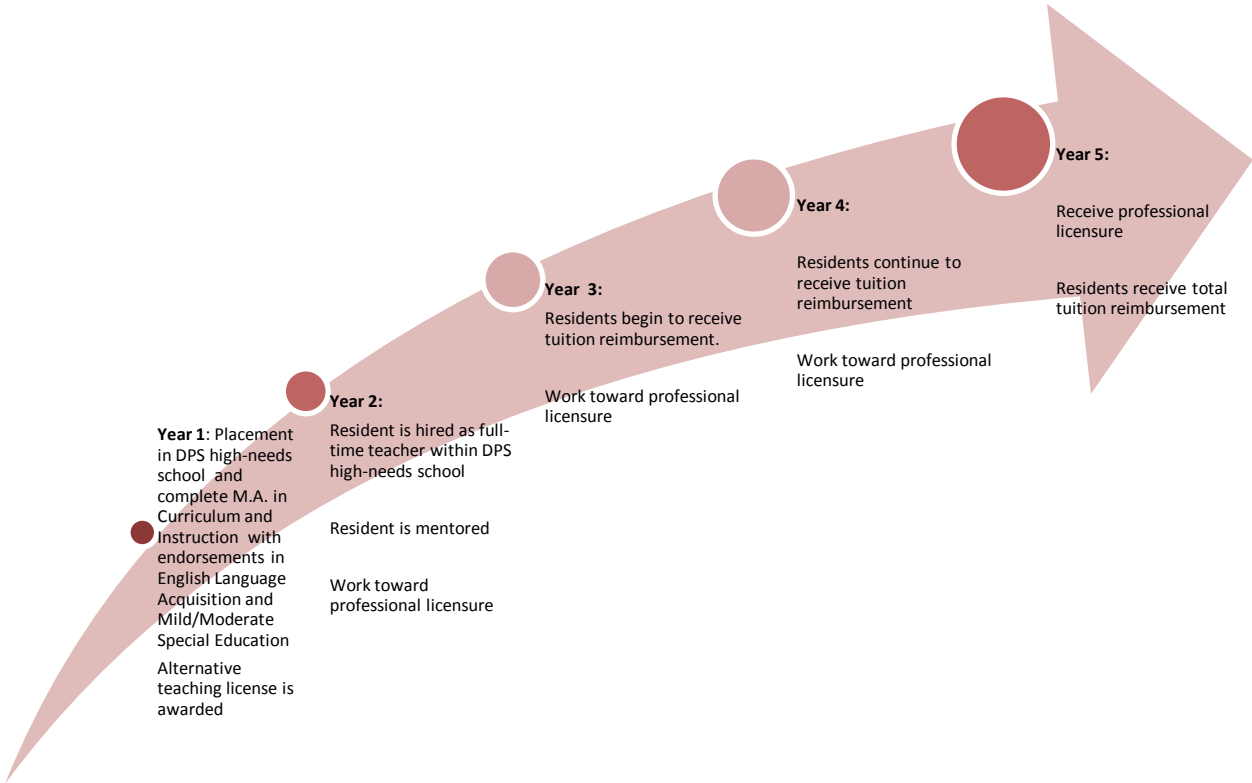 Year 1: Placement
in DPS high-needs
school and
complete M.A. in
Curriculum and
Instruction with
endorsements in
English Language
Acquisition and
Mild/Moderate
Special Education
Alternative
teaching license is
awarded
Year 2:
Resident is hired as full-
time teacher within DPS
high-needs school
Resident is mentored
Work toward
professional licensure
Year 3:
Residents begin to receive
tuition reimbursement.
Work toward professional
licensure
Year 4:
Residents continue to
receive tuition
reimbursement
Work toward professional
licensure
Year 5:
Receive professional
licensure
Residents receive total
tuition reimbursement